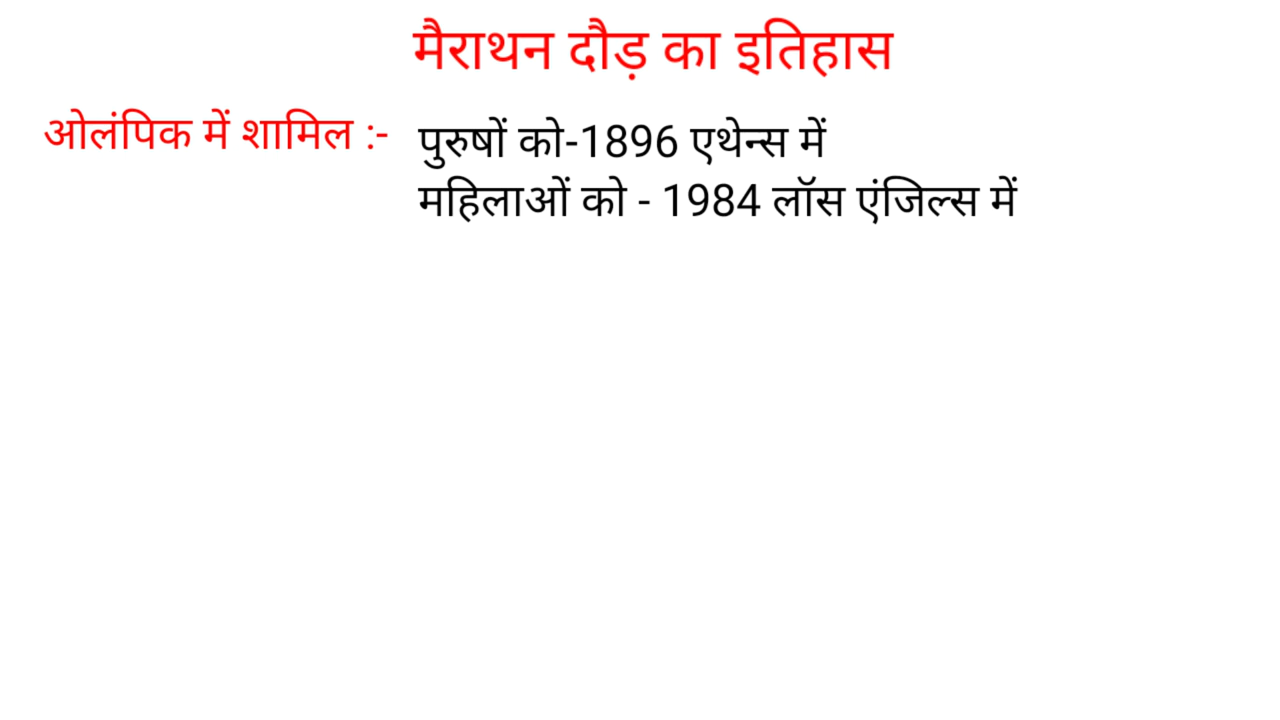 मैराथन दौड़ का इतिहास
ओलंपिक में शामिल :- पुरुषों को-1896 एथेन्स में
महिलाओं को - 1984 लॉस एंजिल्स में